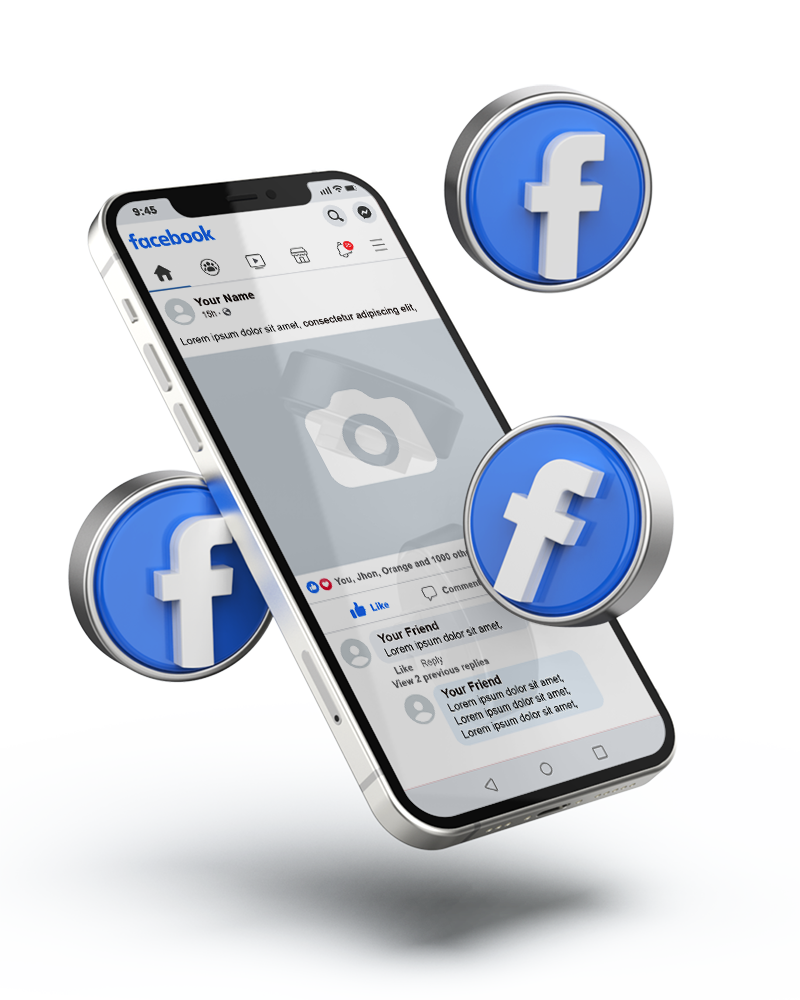 9:45
facebook
Your Name
15h ·
Lorem ipsum dolor sit amet, consectetur adipiscing elit,
You, Jhon, Orange and 1000
Like
Your Friend
Lorem ipsum dolor sit amet,
Like Reply
View 2 previous replies
Your Friend
Lorem ipsum dolor sit amet,
Lorem ipsum dolor sit amet,
Lorem ipsum dolor sit amet,
f
f
f